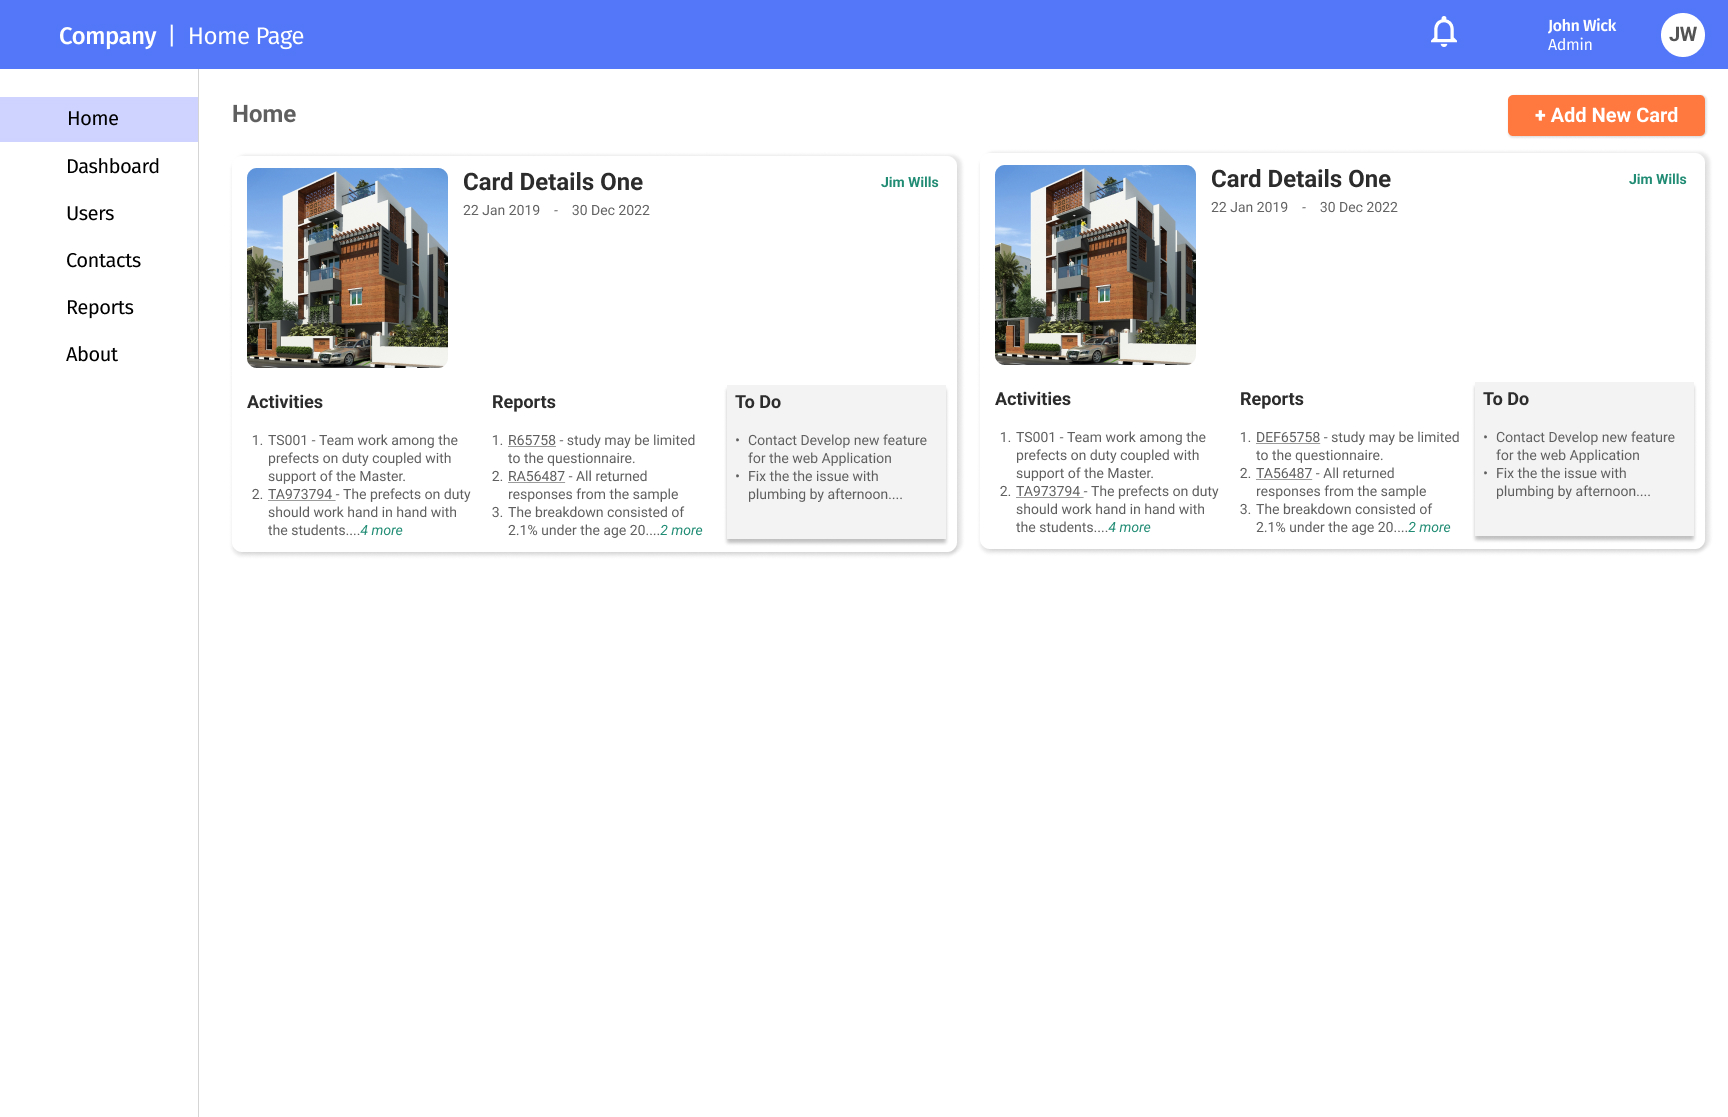 Company | Home Page
John Wick
Admin
JW
Home
Dashboard
Users
Contacts
Reports
About
Home
+ Add New Card
Card Details One
Jim Wills
22 Jan 2019 - 30 Dec 2022
Activities
1. TS001 - Team work among the
prefects on duty coupled with
support of the Master.
2. TA973794 - The prefects on duty
should work hand in hand with
the students....4 more
Reports
1. R65758 - study may be limited
to the questionnaire.
2. RA56487 - All returned
responses from the sample
3. The breakdown consisted of
2.1% under the age 20....2 more
To Do
• Contact Develop new feature
for the web Application
• Fix the the issue with
plumbing by afternoon....
Card Details One
Jim Wills
22 Jan 2019 - 30 Dec 2022
Activities
1. TS001 - Team work among the
prefects on duty coupled with
support of the Master.
2. TA973794 - The prefects on duty
should work hand in hand with
the students....4 more
Reports
1. DEF65758 - study may be limited
to the questionnaire.
2. TA56487 - All returned
responses from the sample
3. The breakdown consisted of
2.1% under the age 20....2 more
To Do
• Contact Develop new feature
for the web Application
• Fix the the issue with
plumbing by afternoon....